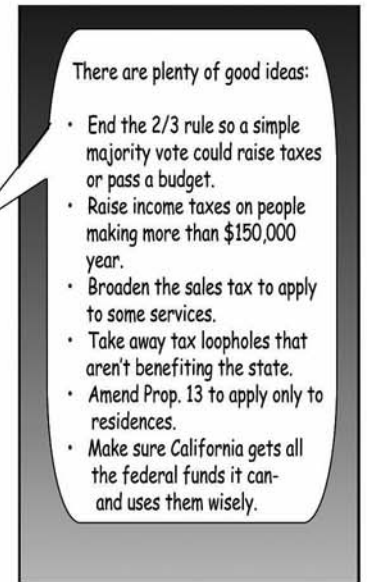 There are plenty of good ideas:
· End the 2/3 rule so a simple
majority vote could raise taxes
or pass a budget.
· Raise income taxes on people
making more than $150,000
year.
· Broaden the sales tax to apply
to some services.
· Take away tax loopholes that
aren't benefiting the state.
· Amend Prop. 13 to apply only to
residences.
· Make sure California gets all
the federal funds it can-
and uses them wisely.